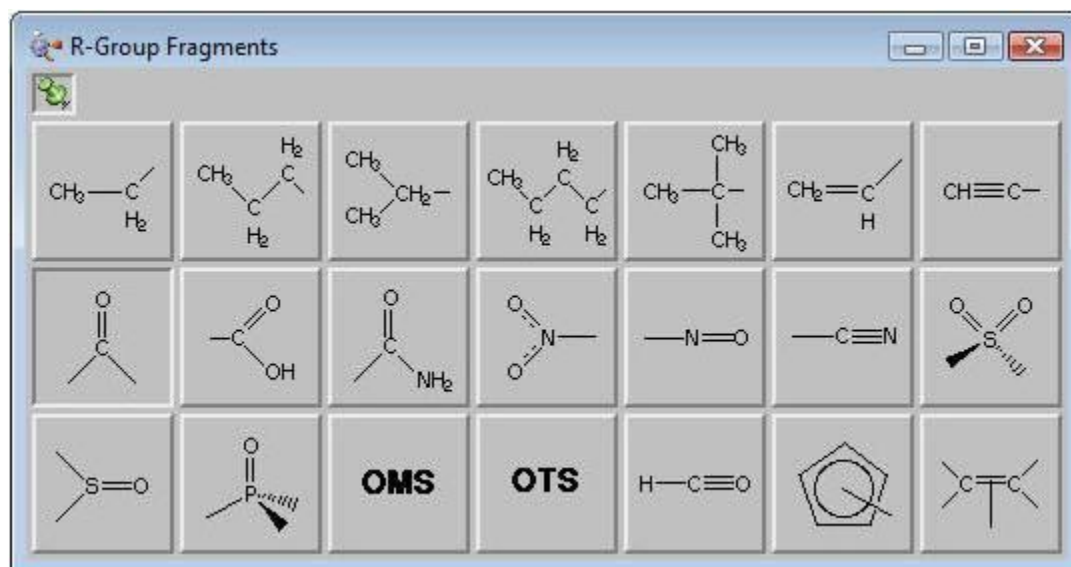 R-Group Fragments
CH₃ C
H₂
H₂
CH₃ C
C
H₂
CH₃
CH₂
CH₃
H₂
CH₃ C
C C
H₂ H₂
CH₃
CH₃ C
CH₃
CH₂ C
H
CH C
O
C
O
C
OH
O
C
NH₂
O
N
O
N O
C N
O O
S
S O
O
P
OMS
OTS
H C O
C C